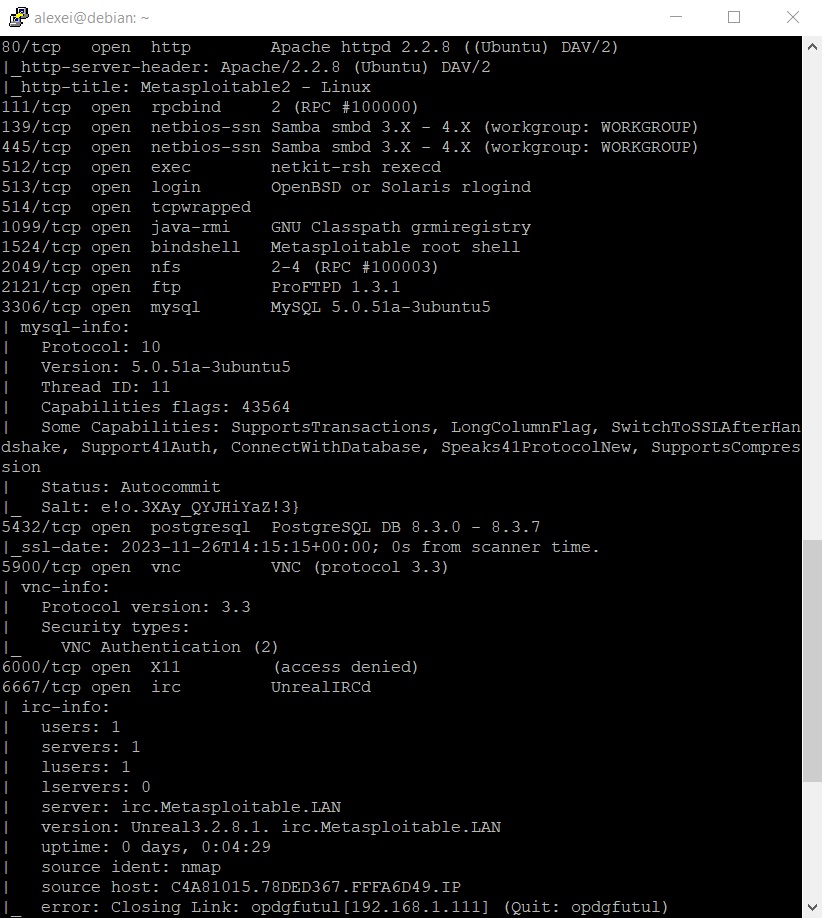 alexei@debian: ~
80/tcp   open  http        Apache httpd 2.2.8 ((Ubuntu) DAV/2)
|_http-server-header: Apache/2.2.8 (Ubuntu) DAV/2
|_http-title: Metasploitable2 - Linux
111/tcp  open  rpcbind     2 (RPC #100000)
139/tcp  open  netbios-ssn Samba smbd 3.X - 4.X (workgroup: WORKGROUP)
445/tcp  open  netbios-ssn Samba smbd 3.X - 4.X (workgroup: WORKGROUP)
512/tcp  open  exec        netkit-rsh rexecd
513/tcp  open  login       OpenBSD or Solaris rlogind
514/tcp  open  tcpwrapped
1099/tcp open  java-rmi    GNU Classpath grmiregistry
1524/tcp open  bindshell   Metasploitable root shell
2049/tcp open  nfs         2-4 (RPC #100003)
2121/tcp open  ftp         ProFTPD 1.3.1
3306/tcp open  mysql       MySQL 5.0.51a-3ubuntu5
| mysql-info:
|   Protocol: 10
|   Version: 5.0.51a-3ubuntu5
|   Thread ID: 11
|   Capabilities flags: 43564
|   Some Capabilities: SupportsTransactions, LongColumnFlag, SwitchToSSLAfterHan
dshake, Support41Auth, ConnectWithDatabase, Speaks41ProtocolNew, SupportsCompres
sion
|   Status: Autocommit
|_  Salt: e!o.3XAy_QYJHiYaZ!3}
5432/tcp open  postgresql  PostgreSQL DB 8.3.0 - 8.3.7
|_ssl-date: 2023-11-26T14:15:15+00:00; 0s from scanner time.
5900/tcp open  vnc         VNC (protocol 3.3)
| vnc-info:
|   Protocol version: 3.3
|   Security types:
|_    VNC Authentication (2)
6000/tcp open  X11         (access denied)
6667/tcp open  irc         UnrealIRCd
| irc-info:
|   users: 1
|   servers: 1
|   lusers: 1
|   lservers: 0
|   server: irc.Metasploitable.LAN
|   version: Unreal3.2.8.1. irc.Metasploitable.LAN
|   uptime: 0 days, 0:04:29
|   source ident: nmap
|   source host: C4A81015.78DED367.FFFA6D49.IP
|_  error: Closing Link: opdgfutul[192.168.1.111] (Quit: opdgfutul)